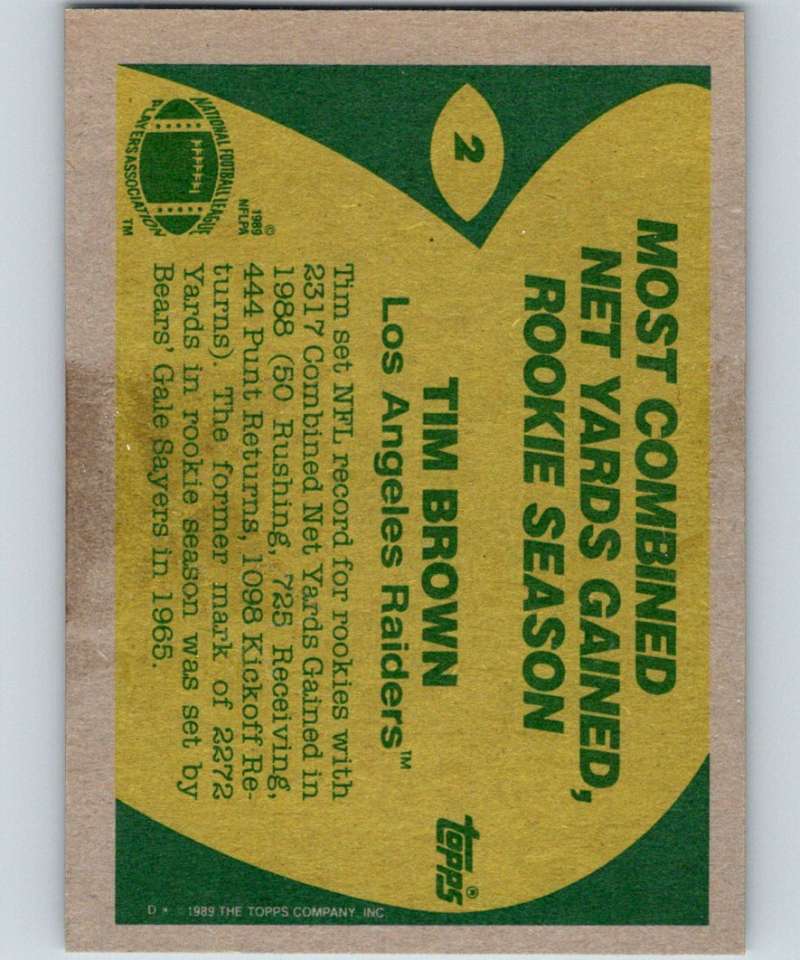 2
MOST COMBINED
NET YARDS GAINED,
ROOKIE SEASON
TIM BROWN
Los Angeles Raiders™
Tim set NFL record for rookies with
2317 Combined Net Yards Gained in
1988 (50 Rushing, 725 Receiving,
444 Punt Returns, 1098 Kickoff Re-
turns). The former mark of 2272
Yards in rookie season was set by
Bears' Gale Sayers in 1965.
NATIONAL FOOTBALL LEAGUE
PLAYERS ASSOCIATION
TM
©
1989
NFLPA
topps®
D * © 1989 THE TOPPS COMPANY, INC.